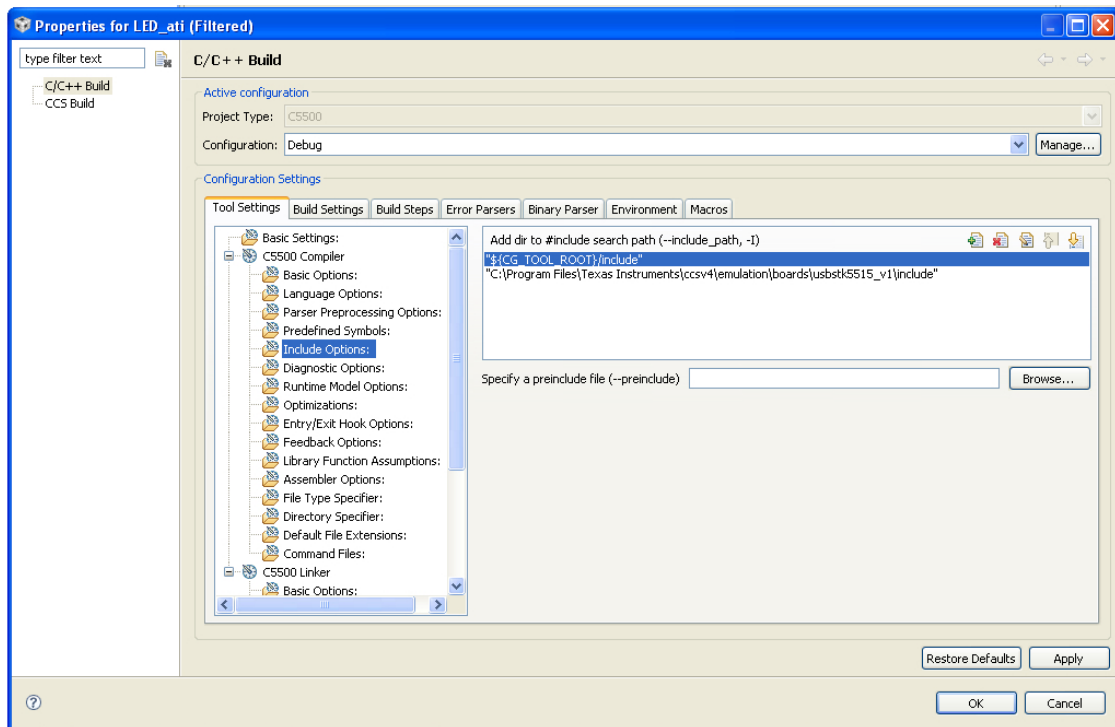 Properties for LED_ati (Filtered)
type filter text
C/C++ Build
CCS Build
C/C++ Build
Active configuration
Project Type: C5500
Configuration: Debug
Manage...
Configuration Settings
Tool Settings Build Settings Build Steps Error Parsers Binary Parser Environment Macros
Basic Settings:
C5500 Compiler
Basic Options:
Language Options:
Parser Preprocessing Options:
Predefined Symbols:
Include Options:
Diagnostic Options:
Runtime Model Options:
Optimizations:
Entry/Exit Hook Options:
Feedback Options:
Library Function Assumptions:
Assembler Options:
File Type Specifier:
Directory Specifier:
Default File Extensions:
Command Files:
C5500 Linker
Basic Options:
Add dir to #include search path (--include_path, -I)
"${CG_TOOL_ROOT}/include"
"C:\Program Files\Texas Instruments\ccsv4\emulation\boards\usbstk5515_v1\include"
Specify a preinclude file (--preinclude)
Browse...
Restore Defaults Apply
?
OK Cancel